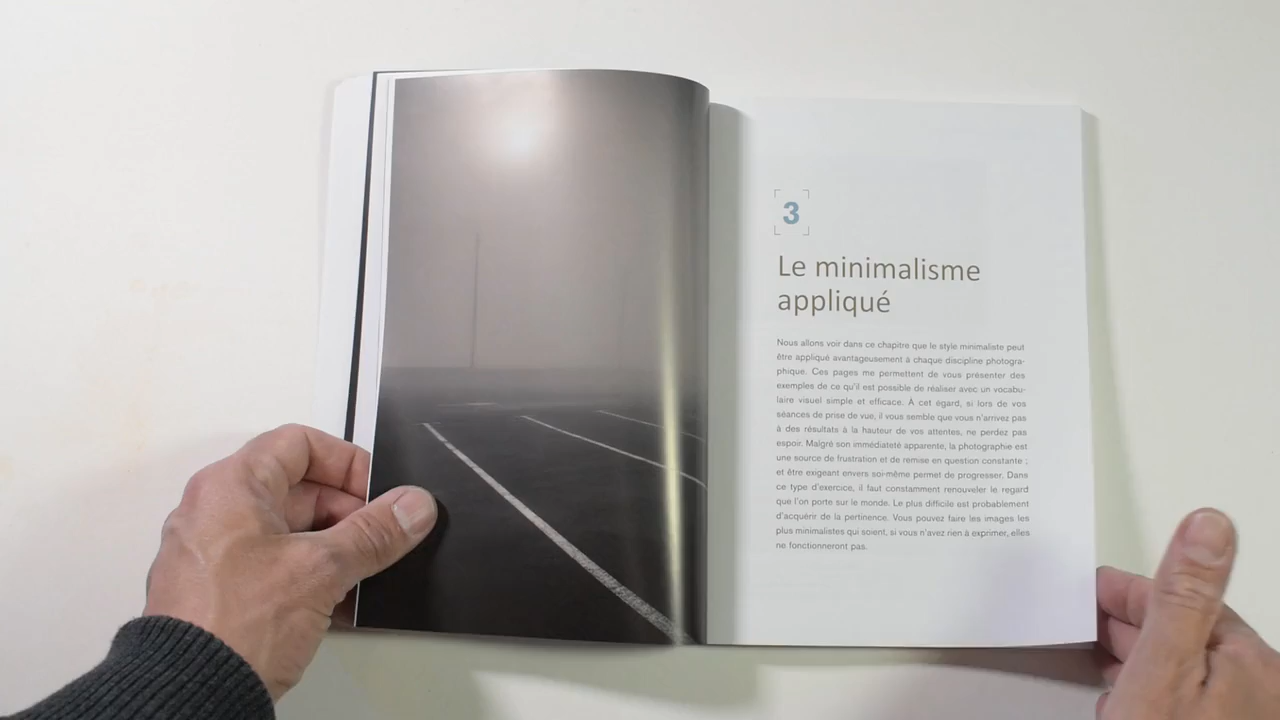 3
Le minimalisme
appliqué
Nous allons voir dans ce chapitre que le style minimaliste peut
être appliqué avantageusement à chaque discipline photogra-
phique. Ces pages me permettent de vous présenter des
exemples de ce qu'il est possible de réaliser avec un vocabu-
laire visuel simple et efficace. À cet égard, si lors de vos
séances de prise de vue, il vous semble que vous n'arrivez pas
à des résultats à la hauteur de vos attentes, ne perdez pas
espoir. Malgré son immédiateté apparente, la photographie est
une source de frustration et de remise en question constante ;
et être exigeant envers soi-même permet de progresser. Dans
ce type d'exercice, il faut constamment renouveler le regard
que l'on porte sur le monde. Le plus difficile est probablement
d'acquérir de la pertinence. Vous pouvez faire les images les
plus minimalistes qui soient, si vous n'avez rien à exprimer, elles
ne fonctionneront pas.